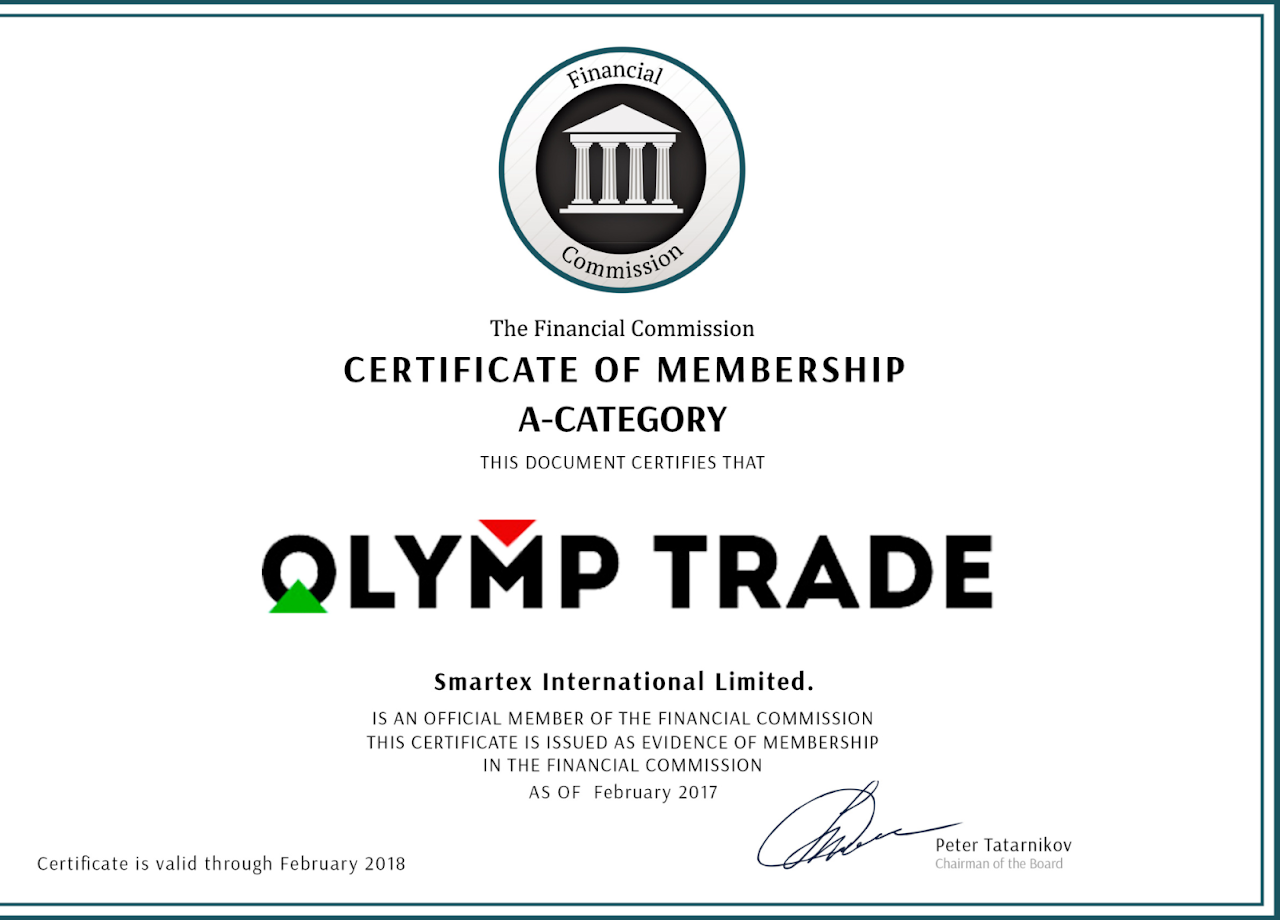 Financial
Commission
The Financial Commission
CERTIFICATE OF MEMBERSHIP
A-CATEGORY
THIS DOCUMENT CERTIFIES THAT
OLYMP TRADE
Smartex International Limited.
IS AN OFFICIAL MEMBER OF THE FINANCIAL COMMISSION
THIS CERTIFICATE IS ISSUED AS EVIDENCE OF MEMBERSHIP
IN THE FINANCIAL COMMISSION
AS OF February 2017
Peter Tatarnikov
Chairman of the Board
Certificate is valid through February 2018